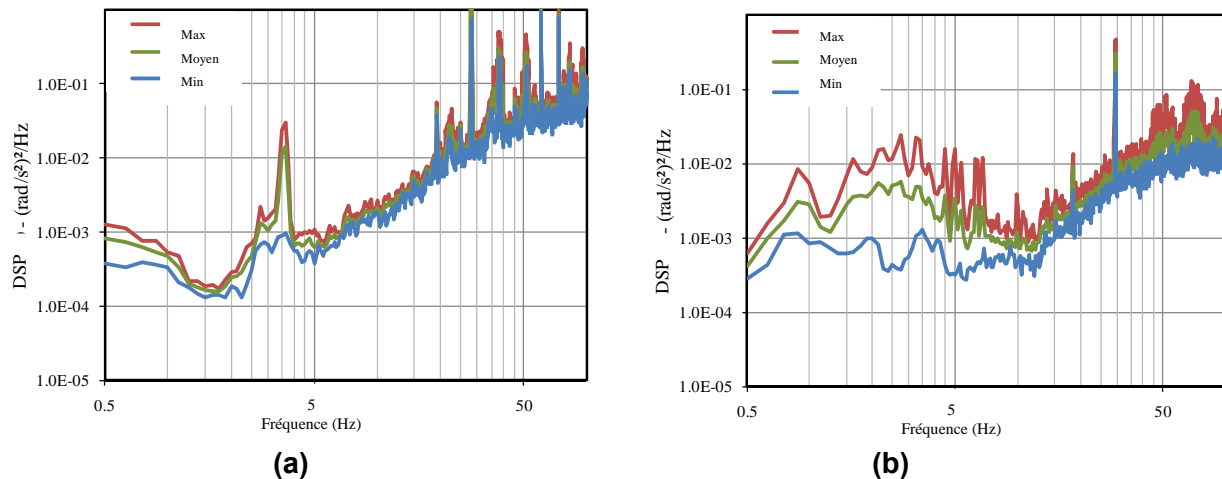 Max
Moyen
Min
1.0E-01
1.0E-02
1.0E-03
1.0E-04
1.0E-05
DSP - (rad/s²)²/Hz
0.5
5
50
Fréquence (Hz)
(a)
Max
Moyen
Min
1.0E-01
1.0E-02
1.0E-03
1.0E-04
1.0E-05
DSP - (rad/s²)²/Hz
0.5
5
50
Fréquence (Hz)
(b)